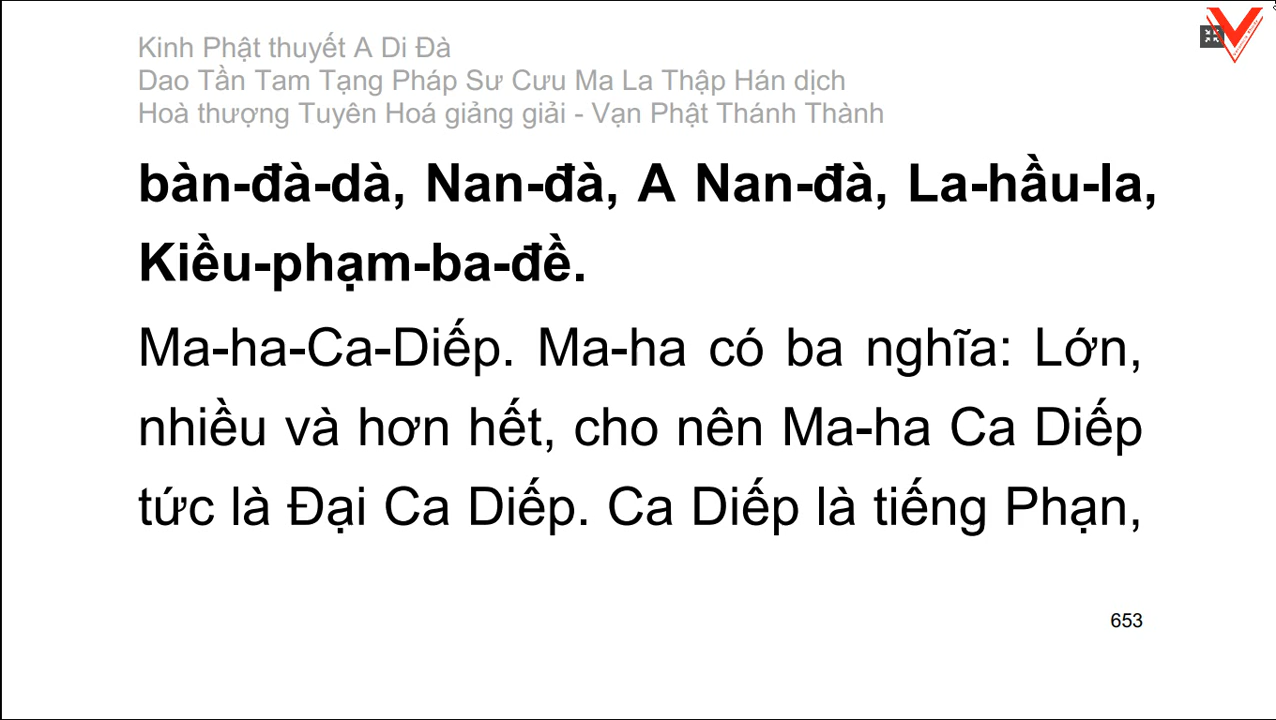 Kinh Phật thuyết A Di Đà
Dao Tần Tam Tạng Pháp Sư Cưu Ma La Thập Hán dịch
Hoà thượng Tuyên Hoá giảng giải - Vạn Phật Thánh Thành
bàn-đà-dà, Nan-đà, A Nan-đà, La-hầu-la,
Kiều-phạm-ba-đề.
Ma-ha-Ca-Diếp. Ma-ha có ba nghĩa: Lớn,
nhiều và hơn hết, cho nên Ma-ha Ca Diếp
tức là Đại Ca Diếp. Ca Diếp là tiếng Phạn,
653